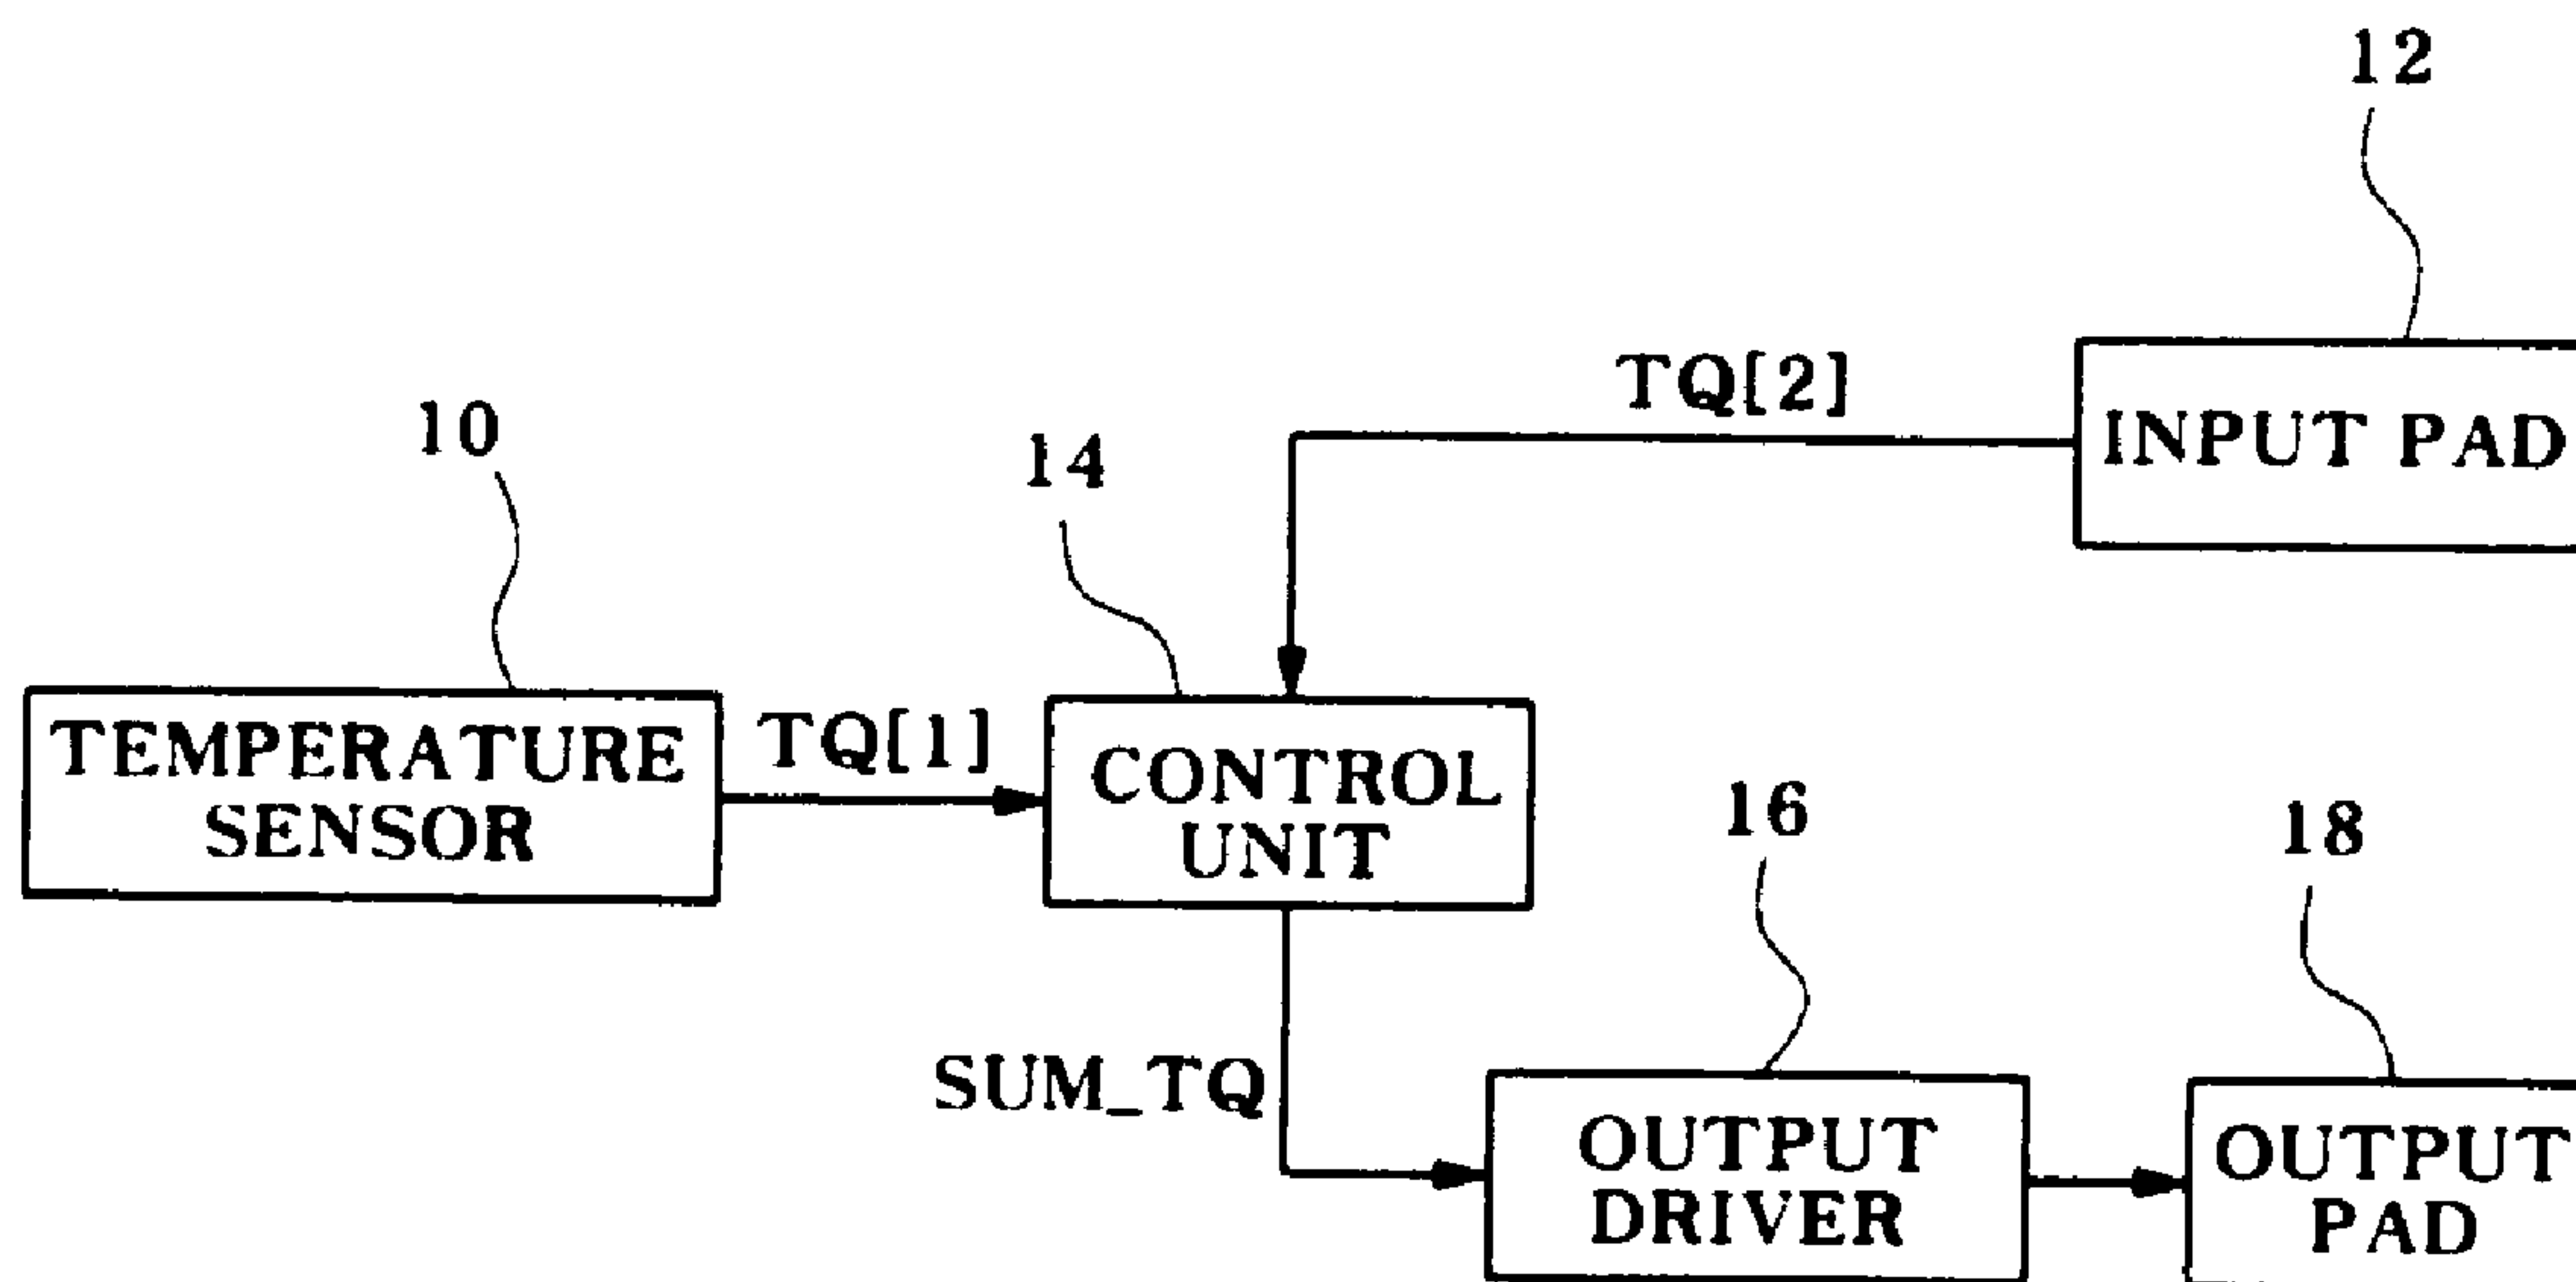 12
TQ[2]
INPUT PAD
10
14
TEMPERATURE
SENSOR
TQ[1]
CONTROL
UNIT
16
18
SUM_TQ
OUTPUT
DRIVER
OUTPUT
PAD